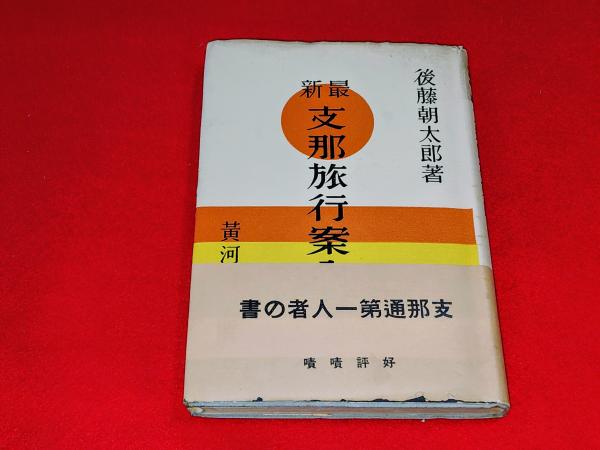 後藤朝太郎著
最新
支那旅行案
黃河
支那通第一人者の書
好評嘖嘖